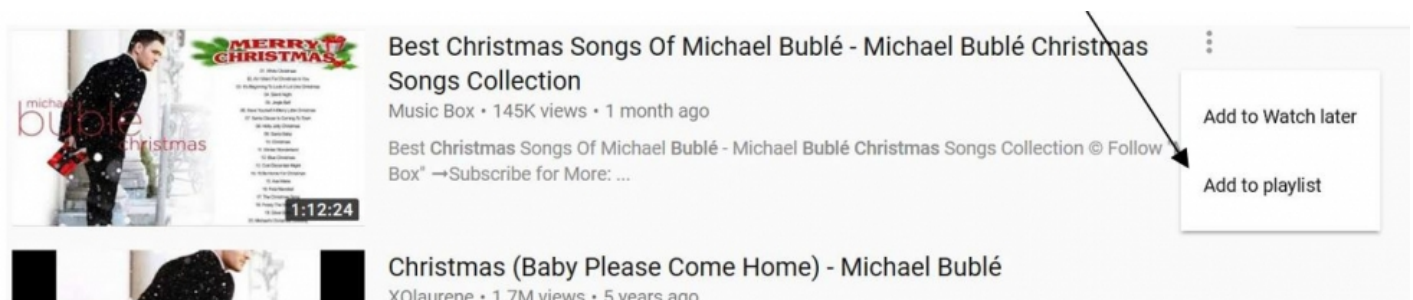 MERRY
CHRISTMAS
michae
bublé
christmas
1:12:24
Best Christmas Songs Of Michael Bublé - Michael Bublé Christmas
Songs Collection
Music Box • 145K views • 1 month ago
Best Christmas Songs Of Michael Bublé - Michael Bublé Christmas Songs Collection © Follow "
Box" →Subscribe for More: ...
Add to Watch later
Add to playlist
Christmas (Baby Please Come Home) - Michael Bublé
XOlaurene • 1.7M views • 5 years ago